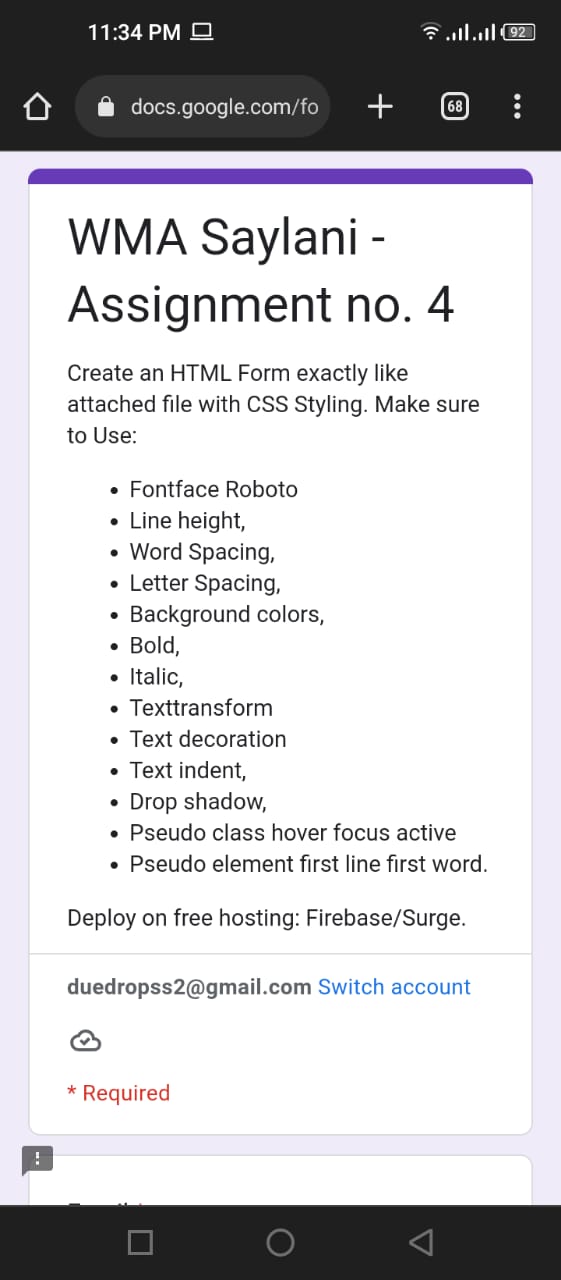 11:34 PM
92
docs.google.com/fo
68
WMA Saylani -
Assignment no. 4
Create an HTML Form exactly like
attached file with CSS Styling. Make sure
to Use:
• Fontface Roboto
• Line height,
• Word Spacing,
• Letter Spacing,
• Background colors,
• Bold,
• Italic,
• Texttransform
• Text decoration
• Text indent,
• Drop shadow,
• Pseudo class hover focus active
• Pseudo element first line first word.
Deploy on free hosting: Firebase/Surge.
duedropss2@gmail.com Switch account
* Required